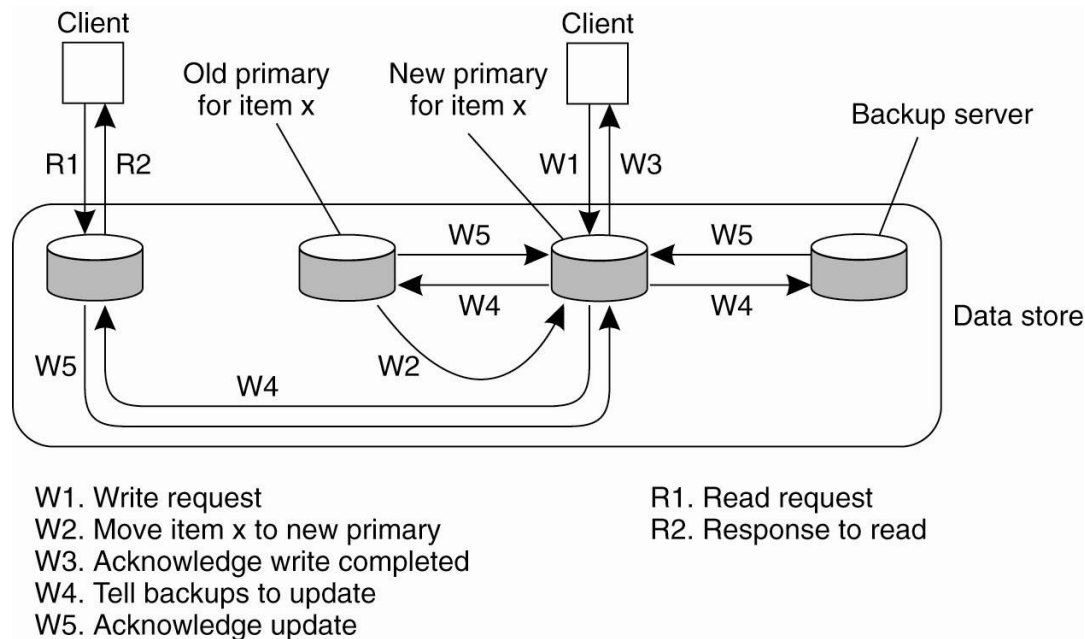 Client
Client
Old primary
for item x
New primary
for item x
Backup server
R1
R2
W1
W3
W5
W5
W4
W4
Data store
W5
W2
W4
W1. Write request
W2. Move item x to new primary
W3. Acknowledge write completed
W4. Tell backups to update
W5. Acknowledge update
R1. Read request
R2. Response to read